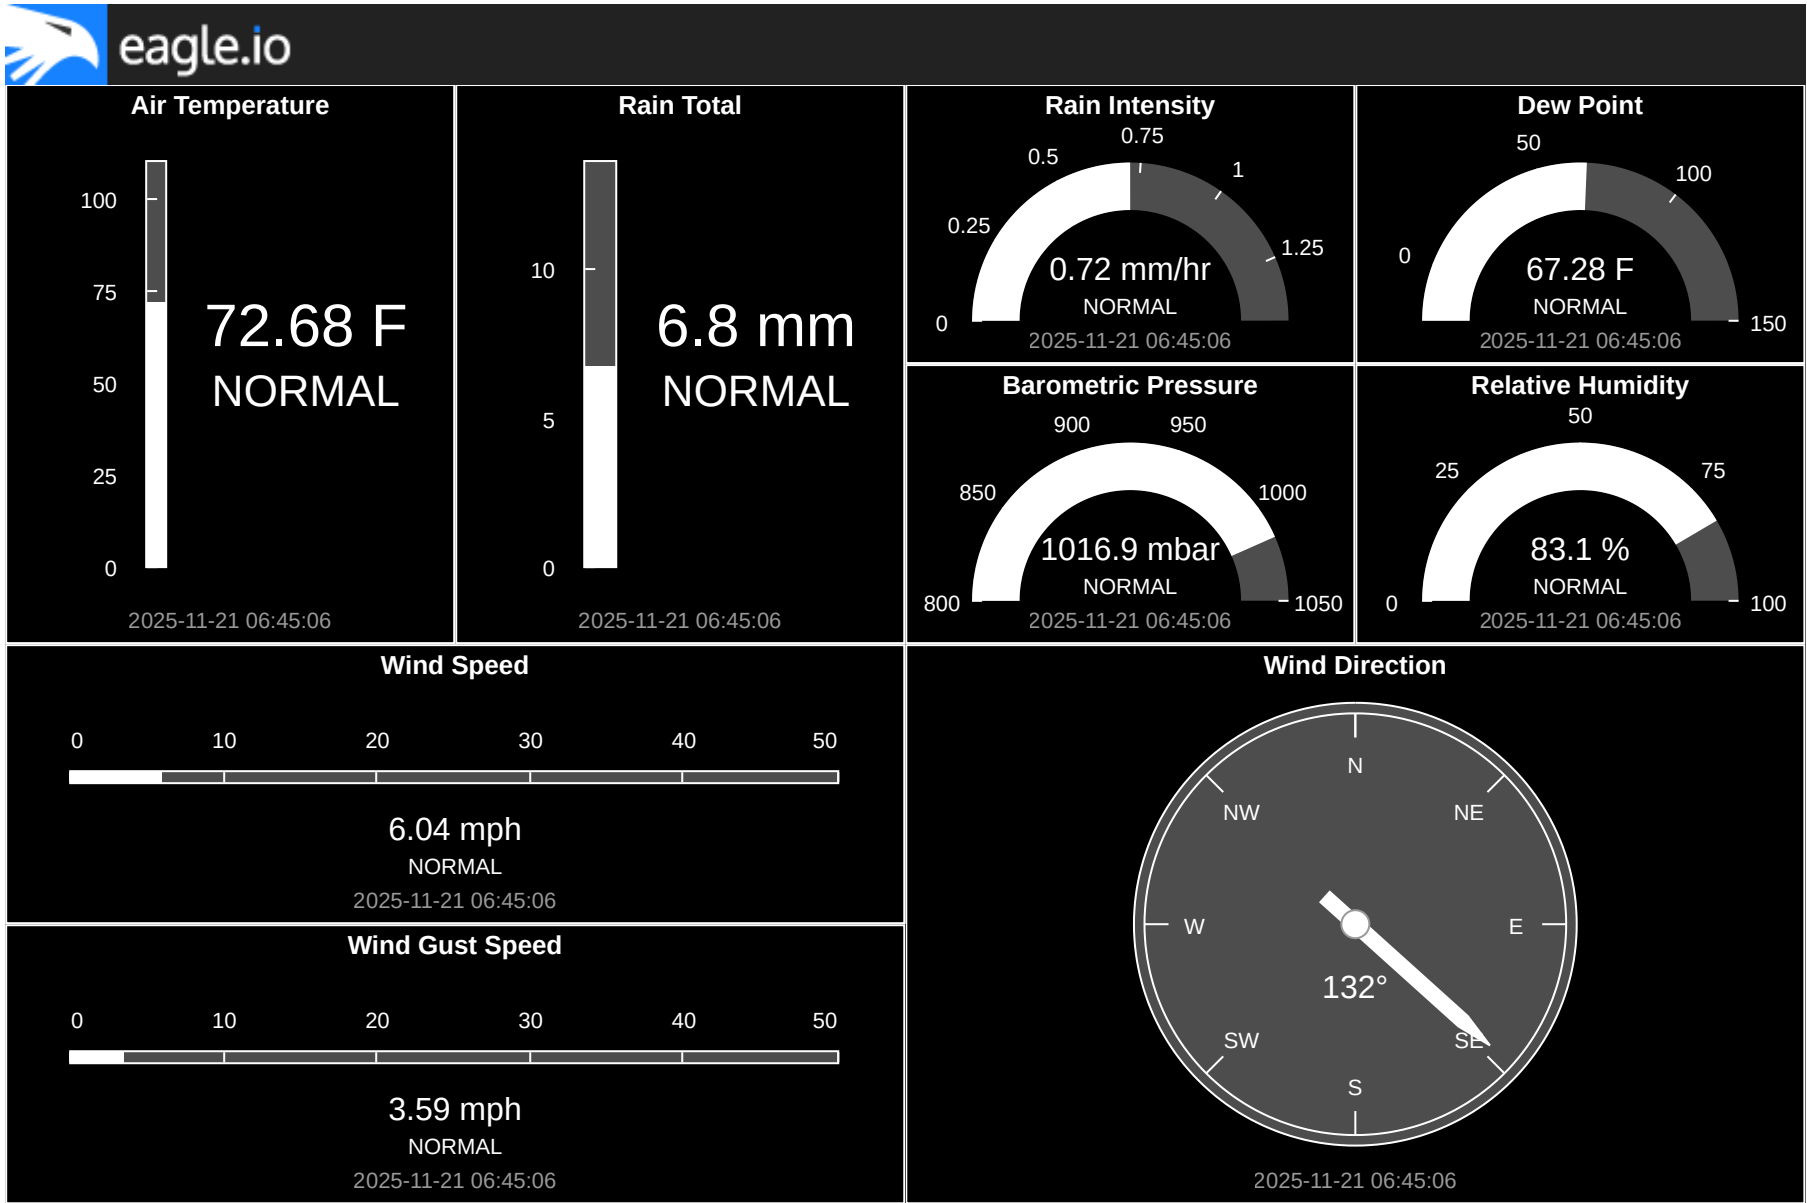 eagle.io
Air Temperature
100
75
50
25
0
72.68 F
NORMAL
2025-11-21 06:45:06
Rain Total
10
5
0
6.8 mm
NORMAL
2025-11-21 06:45:06
Rain Intensity
0
0.25
0.5
0.75
1
1.25
0.72 mm/hr
NORMAL
2025-11-21 06:45:06
Dew Point
0
50
100
150
67.28 F
NORMAL
2025-11-21 06:45:06
Barometric Pressure
800
850
900
950
1000
1050
1016.9 mbar
NORMAL
2025-11-21 06:45:06
Relative Humidity
0
25
50
75
100
83.1 %
NORMAL
2025-11-21 06:45:06
Wind Speed
0 10 20 30 40 50
6.04 mph
NORMAL
2025-11-21 06:45:06
Wind Gust Speed
0 10 20 30 40 50
3.59 mph
NORMAL
2025-11-21 06:45:06
Wind Direction
N
NW NE
W E
132°
SW SE
S
2025-11-21 06:45:06